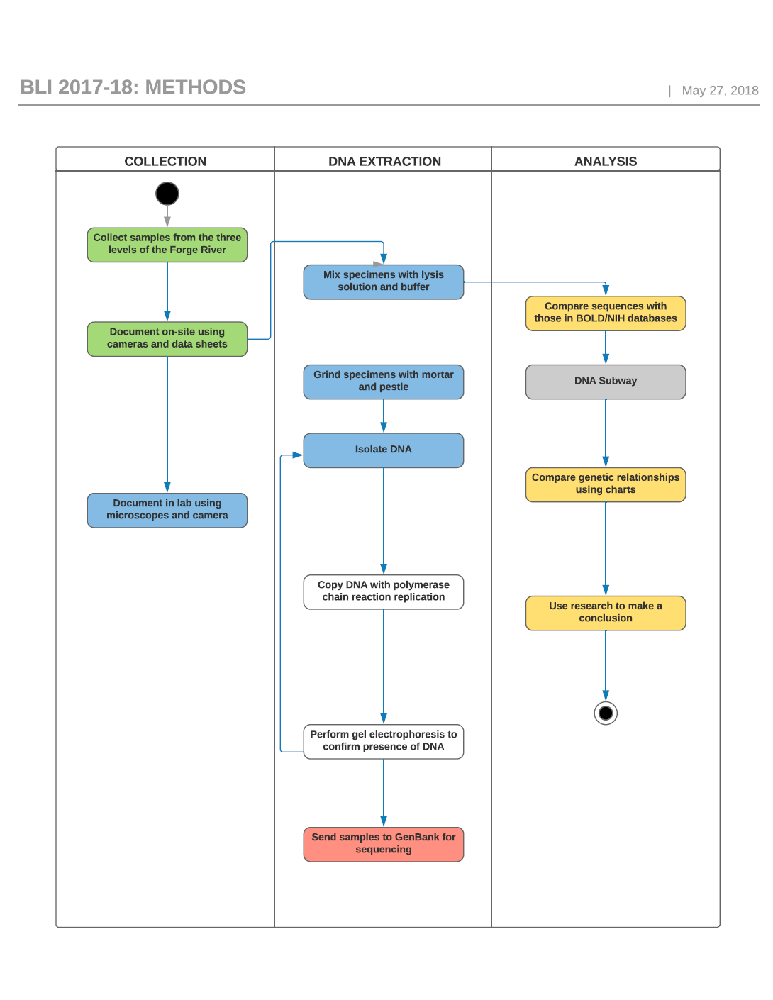 BLI 2017-18: METHODS
| May 27, 2018
COLLECTION
DNA EXTRACTION
ANALYSIS
Collect samples from the three
levels of the Forge River
Document on-site using
cameras and data sheets
Document in lab using
microscopes and camera
Mix specimens with lysis
solution and buffer
Grind specimens with mortar
and pestle
Isolate DNA
Copy DNA with polymerase
chain reaction replication
Perform gel electrophoresis to
confirm presence of DNA
Send samples to GenBank for
sequencing
Compare sequences with
those in BOLD/NIH databases
DNA Subway
Compare genetic relationships
using charts
Use research to make a
conclusion